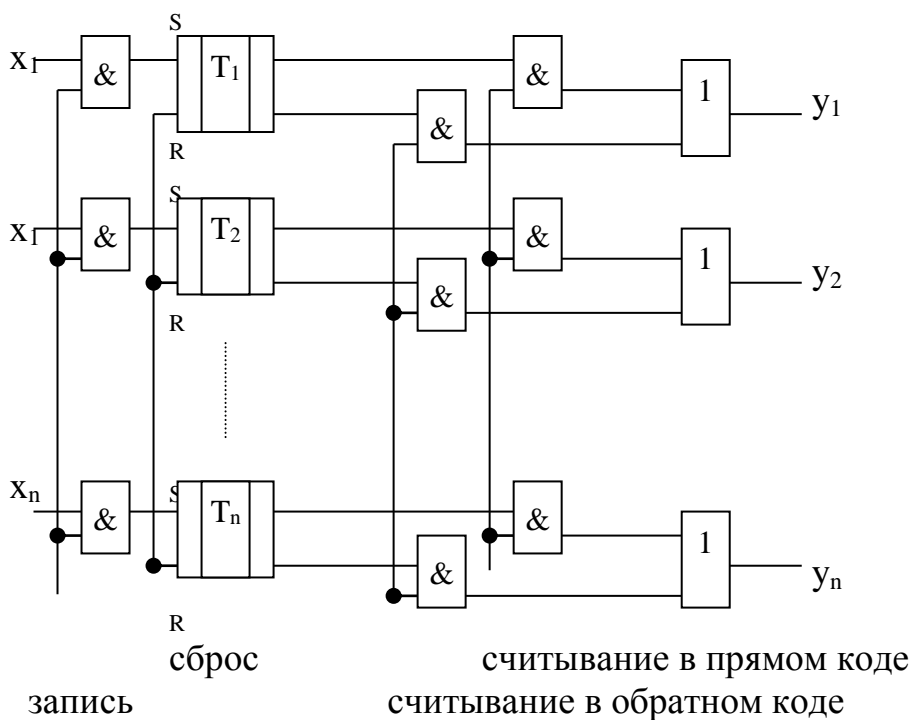 S
x1 & T1 & 1
& y1
R
S
x1 & T2 & 1
& y2
R
xn S
& Tn & 1
& yn
R
сброс считывание в прямом коде
запись считывание в обратном коде